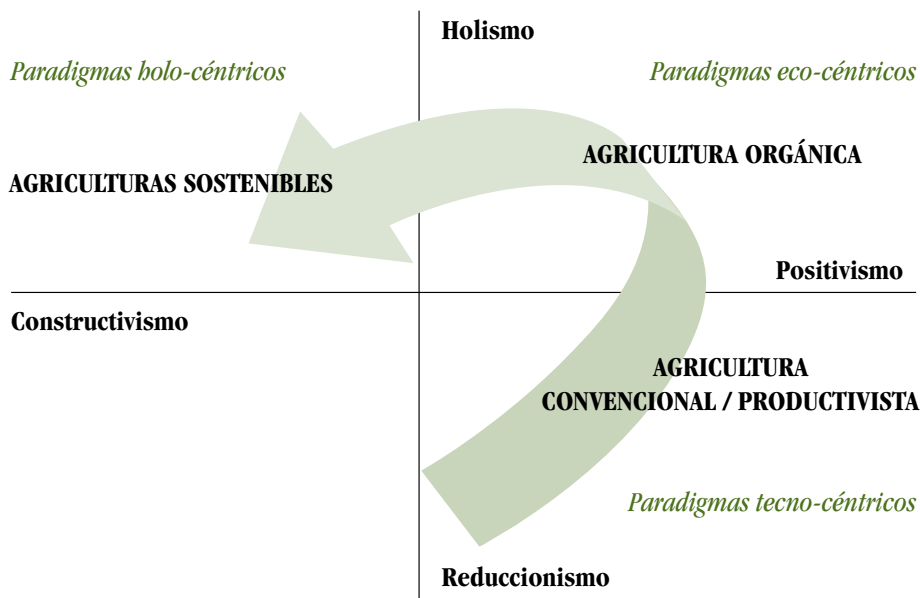 Holismo
Paradigmas holo-céntricos
Paradigmas eco-céntricos
AGRICULTURA ORGÁNICA
AGRICULTURAS SOSTENIBLES
Positivismo
Constructivismo
AGRICULTURA
CONVENCIONAL / PRODUCTIVISTA
Paradigmas tecno-céntricos
Reduccionismo